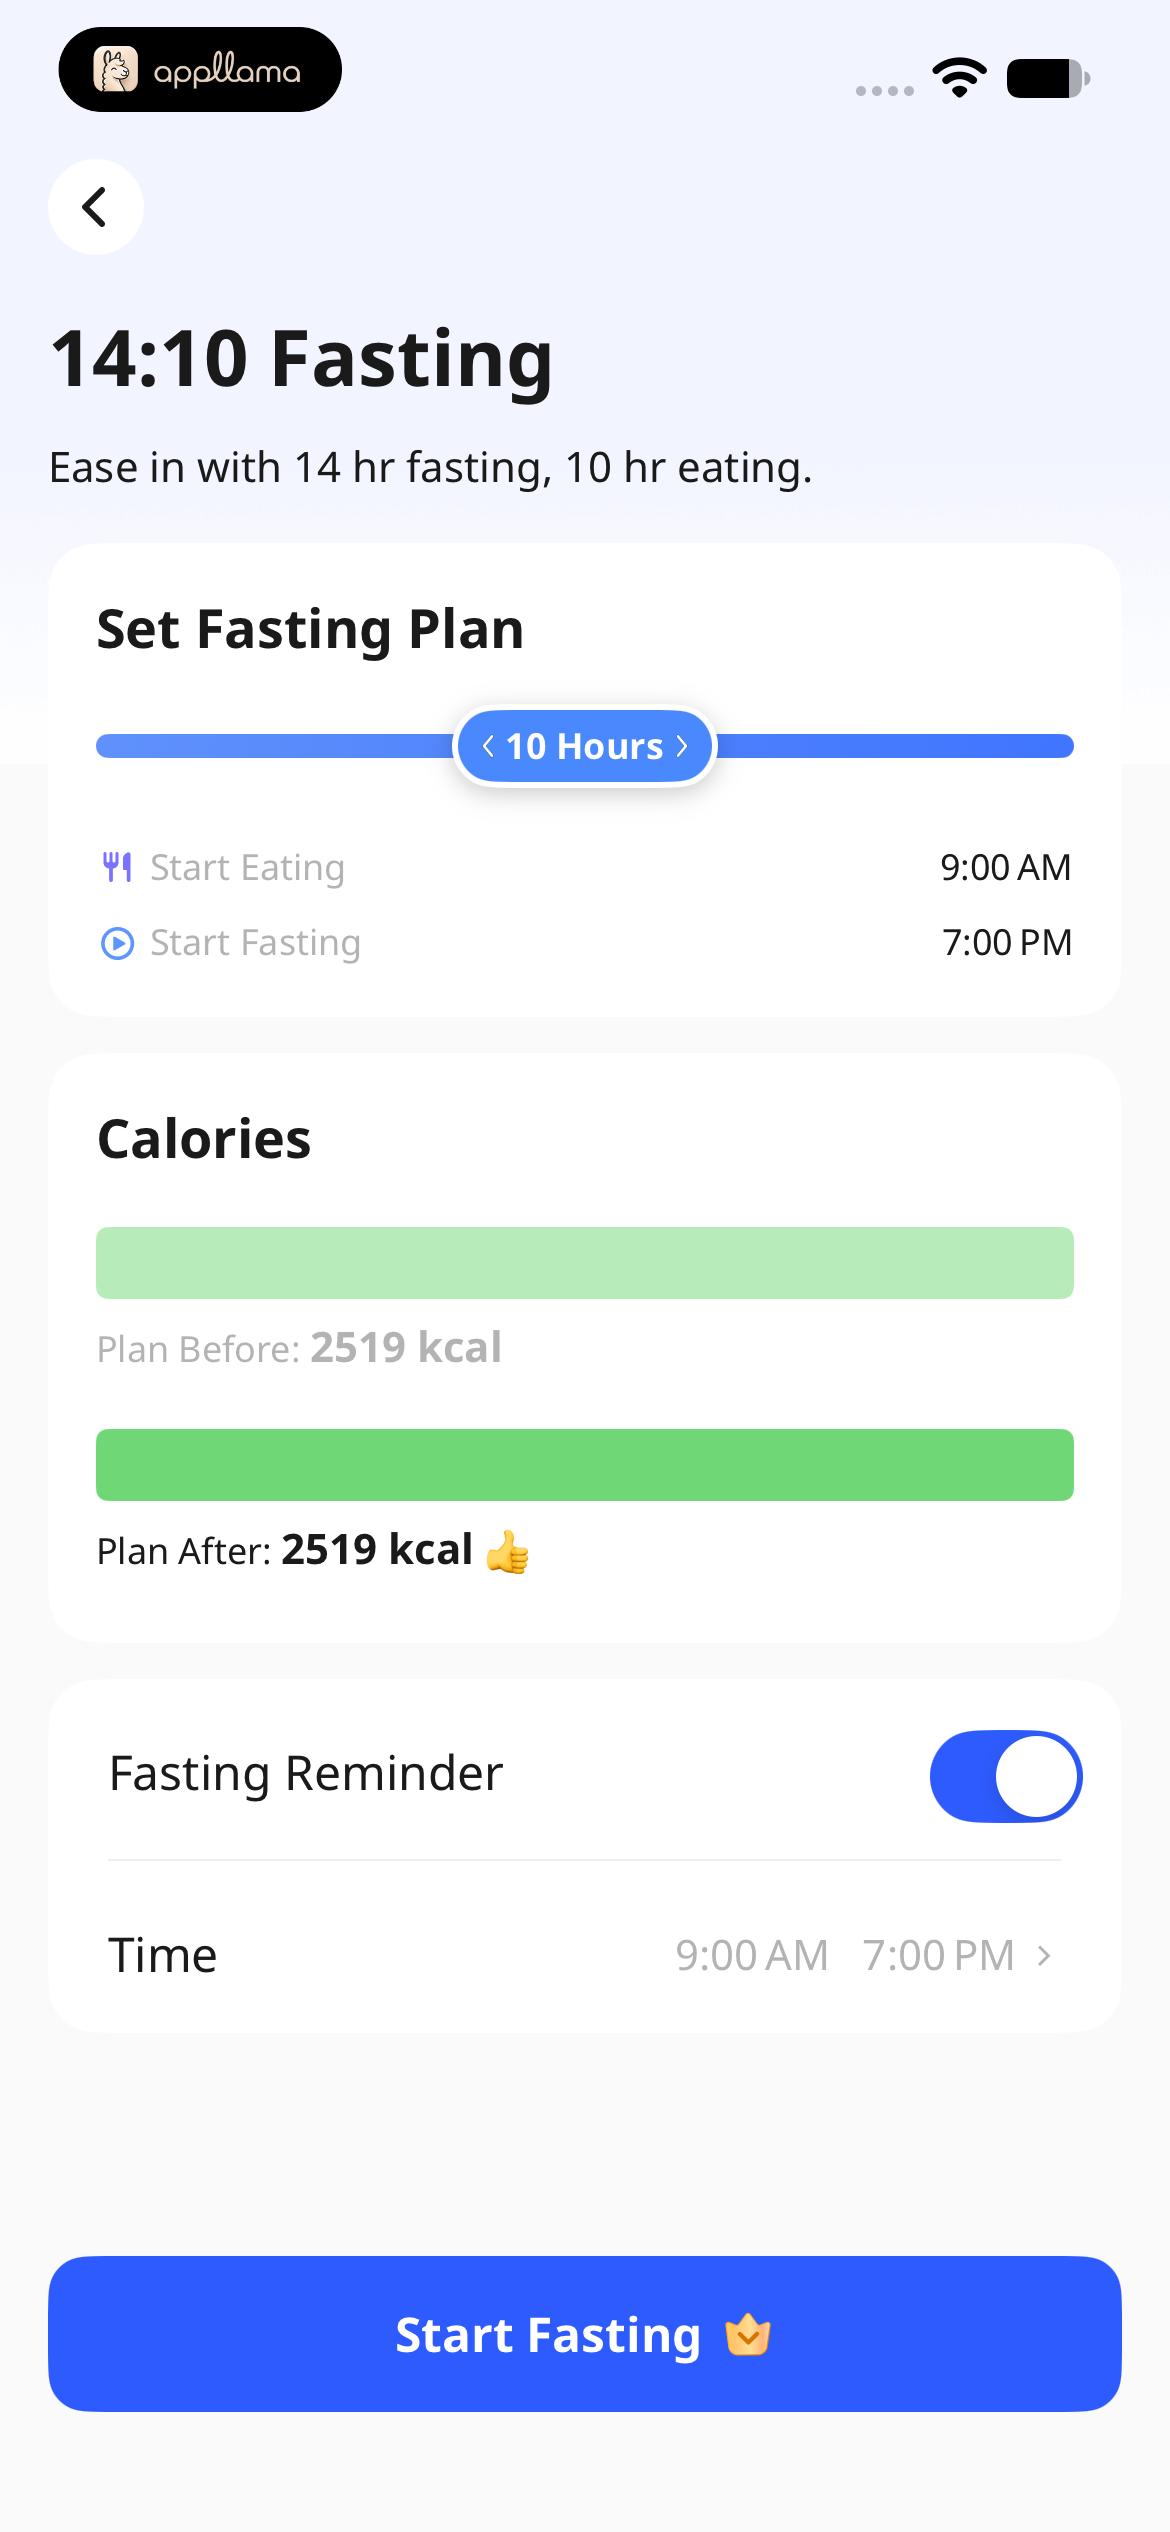 appllama
14:10 Fasting
Ease in with 14 hr fasting, 10 hr eating.
Set Fasting Plan
10 Hours
Start Eating 9:00 AM
Start Fasting 7:00 PM
Calories
Plan Before: 2519 kcal
Plan After: 2519 kcal 👍
Fasting Reminder
Time 9:00 AM 7:00 PM
Start Fasting